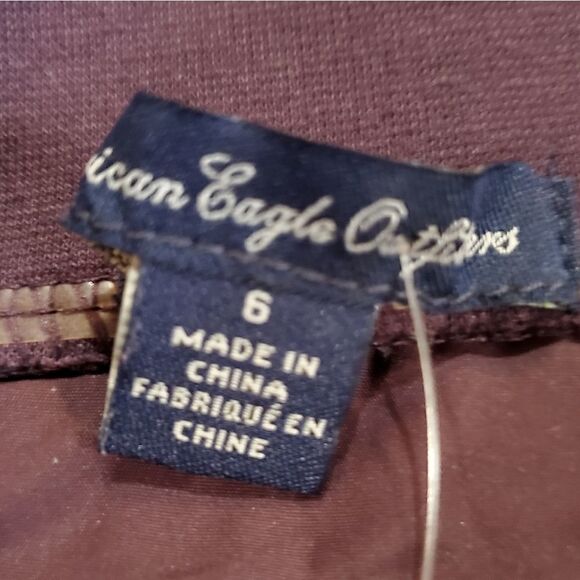 ican Eagle Outfitters
6
MADE IN
CHINA
FABRIQUÉ EN
CHINE